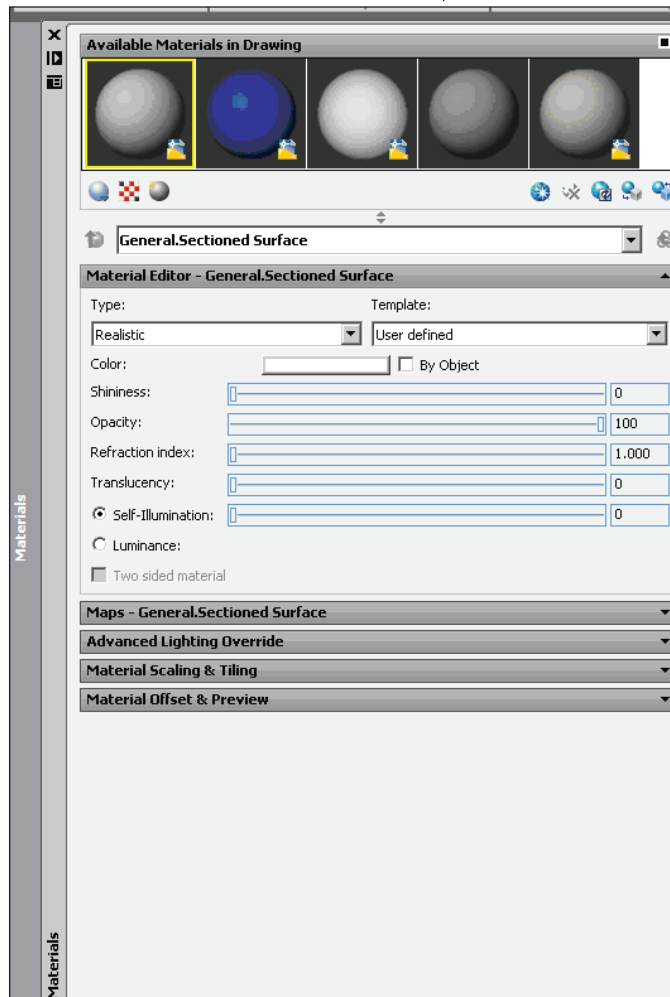 Available Materials in Drawing
General.Sectioned Surface
Material Editor - General.Sectioned Surface
Type: Template:
Realistic User defined
Color: By Object
Shininess: 0
Opacity: 100
Refraction index: 1.000
Translucency: 0
Self-Illumination: 0
Luminance:
Two sided material
Maps - General.Sectioned Surface
Advanced Lighting Override
Material Scaling & Tiling
Material Offset & Preview
Materials
Materials